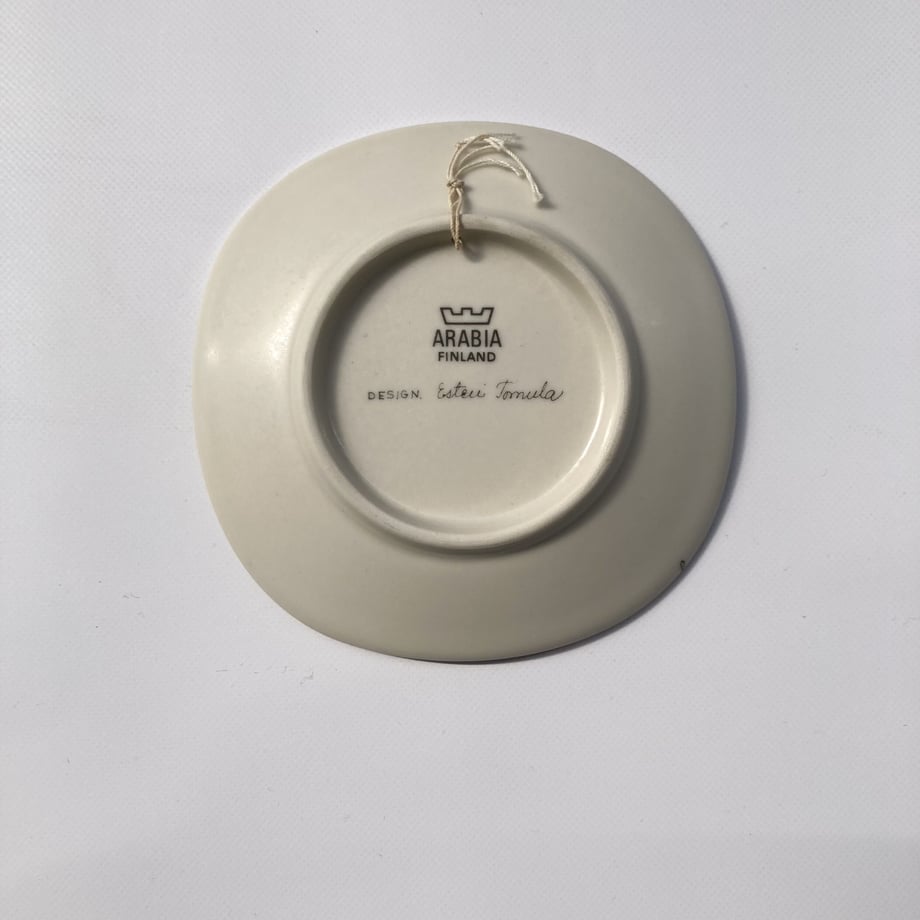 ARABIA
FINLAND
DESIGN. Esteri Tomula